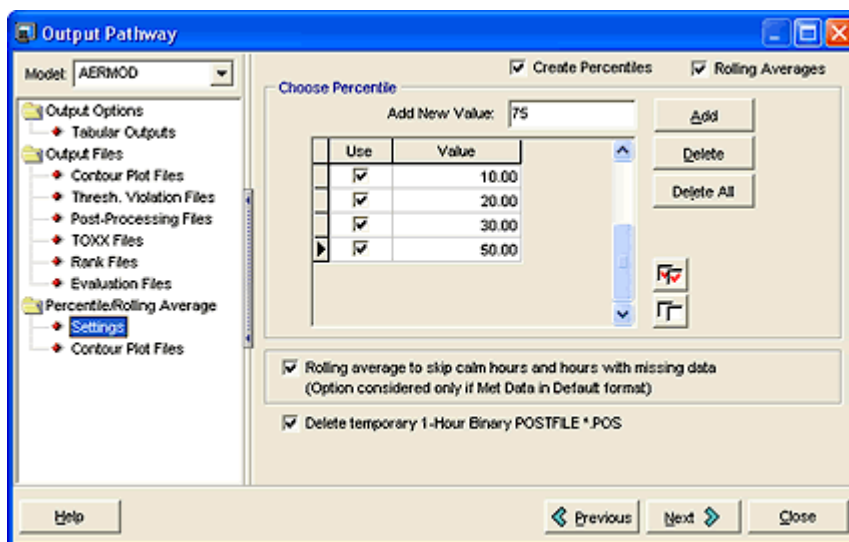 Output Pathway
Model: AERMOD
Output Options
Tabular Outputs
Output Files
Contour Plot Files
Thresh. Violation Files
Post-Processing Files
TOXX Files
Rank Files
Evaluation Files
Percentile/Rolling Average
Settings
Contour Plot Files
Create Percentiles Rolling Averages
Choose Percentile
Add New Value: 75
Add
Delete
Delete All
Use Value
10.00
20.00
30.00
50.00
Rolling average to skip calm hours and hours with missing data
(Option considered only if Met Data in Default format)
Delete temporary 1-Hour Binary POSTFILE *.POS
Help
Previous
Next
Close